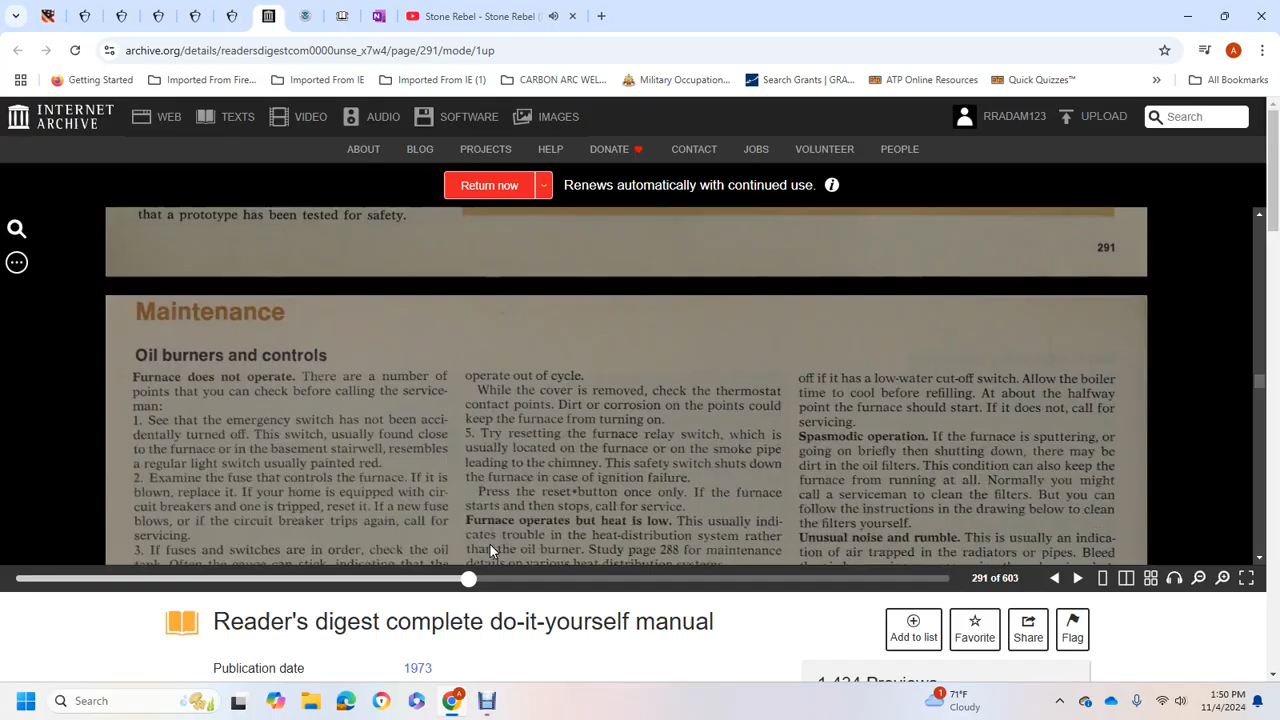 Stone Rebel - Stone Rebel (
archive.org/details/readersdigestcom0000unse_x7w4/page/291/mode/1up
A
Getting Started
Imported From Fire...
Imported From IE
Imported From IE (1)
CARBON ARC WEL...
Military Occupation...
Search Grants | GRA...
ATP Online Resources
Quick Quizzes™
»
All Bookmarks
INTERNET
ARCHIVE
WEB
TEXTS
VIDEO
AUDIO
SOFTWARE
IMAGES
RRADAM123
UPLOAD
Search
ABOUT
BLOG
PROJECTS
HELP
DONATE
CONTACT
JOBS
VOLUNTEER
PEOPLE
Return now
Renews automatically with continued use.
that a prototype has been tested for safety.
291
Maintenance
Oil burners and controls
Furnace does not operate. There are a number of
points that you can check before calling the service-
man:
1. See that the emergency switch has not been acci-
dentally turned off. This switch, usually found close
to the furnace or in the basement stairwell, resembles
a regular light switch usually painted red.
2. Examine the fuse that controls the furnace. If it is
blown, replace it. If your home is equipped with cir-
cuit breakers and one is tripped, reset it. If a new fuse
blows, or if the circuit breaker trips again, call for
servicing.
3. If fuses and switches are in order, check the oil
tank. Often the gauge can stick, indicating that the
operate out of cycle.
While the cover is removed, check the thermostat
contact points. Dirt or corrosion on the points could
keep the furnace from turning on.
5. Try resetting the furnace relay switch, which is
usually located on the furnace or on the smoke pipe
leading to the chimney. This safety switch shuts down
the furnace in case of ignition failure.
Press the reset button once only. If the furnace
starts and then stops, call for service.
Furnace operates but heat is low. This usually indi-
cates trouble in the heat-distribution system rather
than the oil burner. Study page 288 for maintenance
details on various heat distribution systems.
off if it has a low-water cut-off switch. Allow the boiler
time to cool before refilling. At about the halfway
point the furnace should start. If it does not, call for
servicing.
Spasmodic operation. If the furnace is sputtering, or
going on briefly then shutting down, there may be
dirt in the oil filters. This condition can also keep the
furnace from running at all. Normally you might
call a serviceman to clean the filters. But you can
follow the instructions in the drawing below to clean
the filters yourself.
Unusual noise and rumble. This is usually an indica-
tion of air trapped in the radiators or pipes. Bleed
291 of 603
Reader's digest complete do-it-yourself manual
Add to list
Favorite
Share
Flag
Publication date
1973
1,434 Previews
Search
1
71°F
Cloudy
1:50 PM
11/4/2024